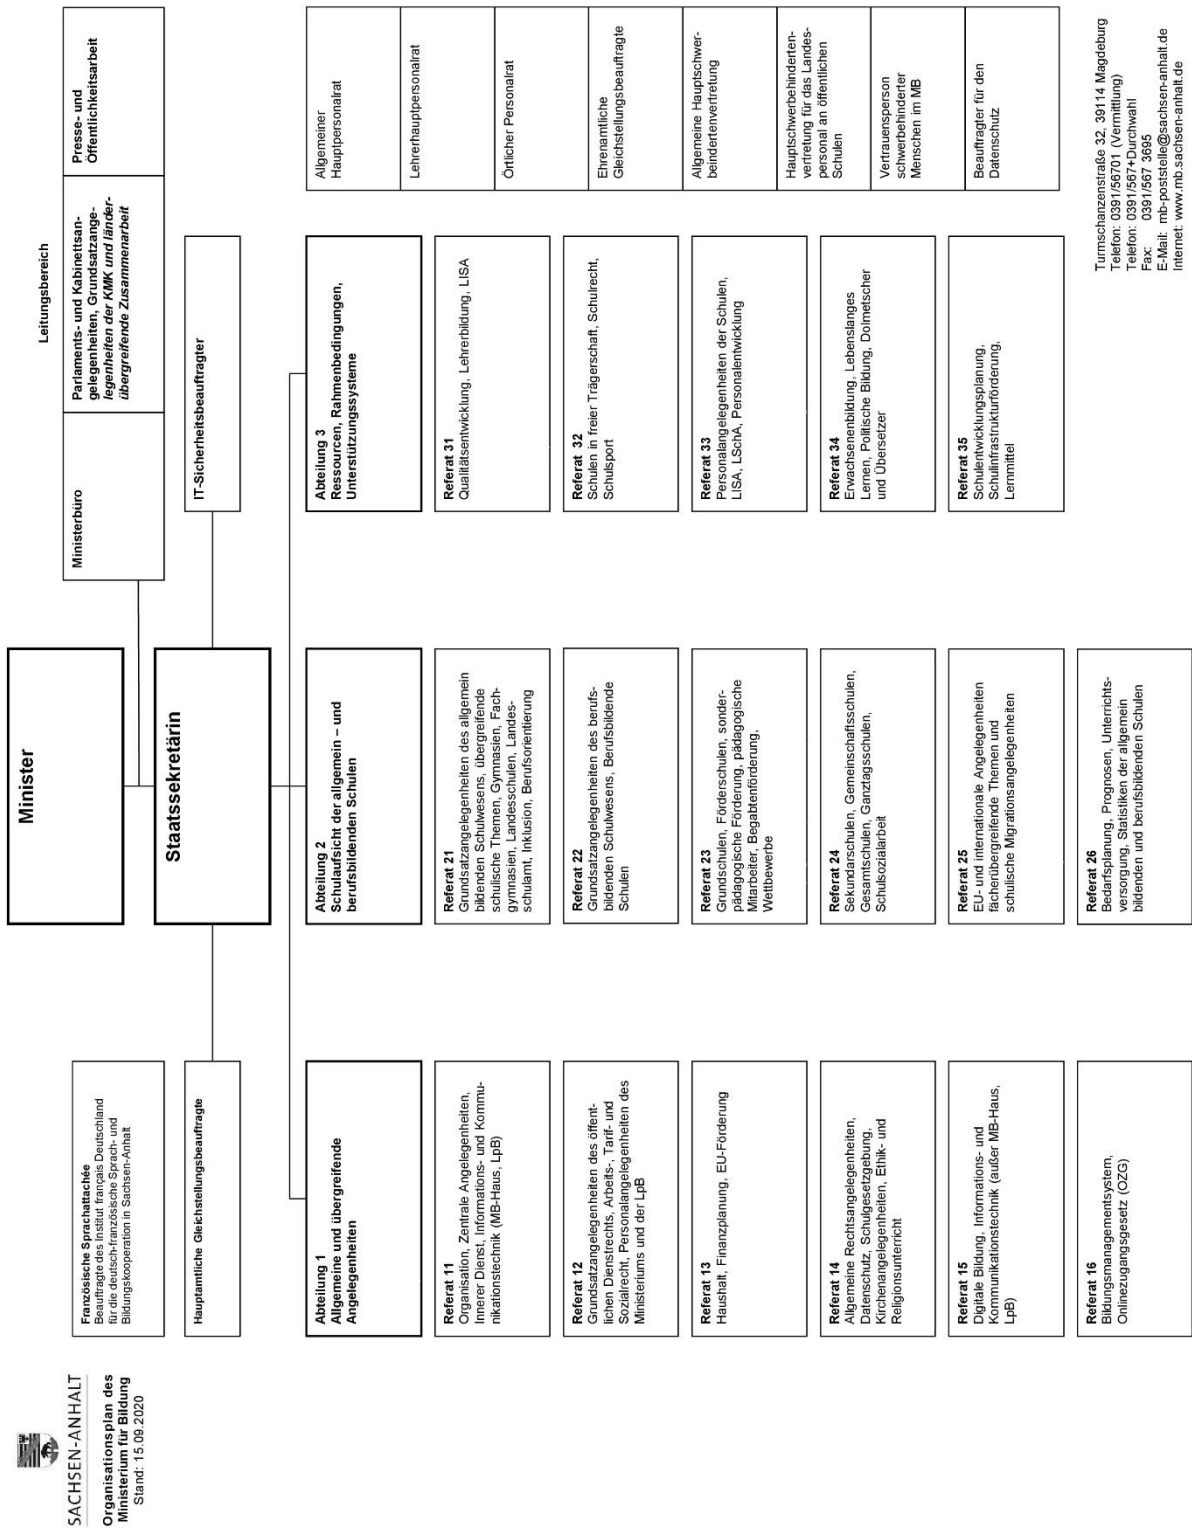 SACHSEN-ANHALT
Organisationsplan des
Ministerium für Bildung
Stand: 15.09.2020
Minister
Leitungsbereich
Ministerbüro
Parlaments- und Kabinettsan-
gelegenheiten, Grundsatzange-
legenheiten der KMK und länder-
übergreifende Zusammenarbeit
Presse- und
Öffentlichkeitsarbeit
Französische Sprachattachée
Beauftragte des Institut français Deutschland
für die deutsch-französische Sprach- und
Bildungskooperation in Sachsen-Anhalt
Staatssekretärin
Hauptamtliche Gleichstellungsbeauftragte
IT-Sicherheitsbeauftragter
Abteilung 1
Allgemeine und übergreifende
Angelegenheiten
Referat 11
Organisation, Zentrale Angelegenheiten,
Innerer Dienst, Informations- und Kommu-
nikationstechnik (MB-Haus, LpB)
Referat 12
Grundsatzangelegenheiten des öffent-
lichen Dienstrechts, Arbeits-, Tarif- und
Sozialrecht, Personalangelegenheiten des
Ministeriums und der LpB
Referat 13
Haushalt, Finanzplanung, EU-Förderung
Referat 14
Allgemeine Rechtsangelegenheiten,
Datenschutz, Schulgesetzgebung,
Kirchenangelegenheiten, Ethik- und
Religionsunterricht
Referat 15
Digitale Bildung, Informations- und
Kommunikationstechnik (außer MB-Haus,
LpB)
Referat 16
Bildungsmanagementsystem,
Onlinezugangsgesetz (OZG)
Abteilung 2
Schulaufsicht der allgemein – und
berufsbildenden Schulen
Referat 21
Grundsatzangelegenheiten des allgemein
bildenden Schulwesens, übergreifende
schulische Themen, Gymnasien, Fach-
gymnasien, Landesschulen, Landes-
schulamt, Inklusion, Berufsorientierung
Referat 22
Grundsatzangelegenheiten des berufs-
bildenden Schulwesens, Berufsbildende
Schulen
Referat 23
Grundschulen, Förderschulen, sonder-
pädagogische Förderung, pädagogische
Mitarbeiter, Begabtenförderung,
Wettbewerbe
Referat 24
Sekundarschulen, Gemeinschaftsschulen,
Gesamtschulen, Ganztagsschulen,
Schulsozialarbeit
Referat 25
EU- und internationale Angelegenheiten
fächerübergreifende Themen und
schulische Migrationsangelegenheiten
Referat 26
Bedarfsplanung, Prognosen, Unterrichts-
versorgung, Statistiken der allgemein
bildenden und berufsbildenden Schulen
Abteilung 3
Ressourcen, Rahmenbedingungen,
Unterstützungssysteme
Referat 31
Qualitätsentwicklung, Lehrerbildung, LISA
Referat 32
Schulen in freier Trägerschaft, Schulrecht,
Schulsport
Referat 33
Personalangelegenheiten der Schulen,
LISA, LSchA, Personalentwicklung
Referat 34
Erwachsenenbildung, Lebenslanges
Lernen, Politische Bildung, Dolmetscher
und Übersetzer
Referat 35
Schulentwicklungsplanung,
Schulinfrastrukturförderung,
Lernmittel
Allgemeiner
Hauptpersonalrat
Lehrerhauptpersonalrat
Örtlicher Personalrat
Ehrenamtliche
Gleichstellungsbeauftragte
Allgemeine Hauptschwer-
beindertenvertretung
Hauptschwerbehinderten-
vertretung für das Landes-
personal an öffentlichen
Schulen
Vertrauensperson
schwerbehinderter
Menschen im MB
Beauftragter für den
Datenschutz
Turmschanzenstraße 32, 39114 Magdeburg
Telefon: 0391/56701 (Vermittlung)
Telefon: 0391/567+Durchwahl
Fax: 0391/567 3695
E-Mail: mb-poststelle@sachsen-anhalt.de
Internet: www.mb.sachsen-anhalt.de